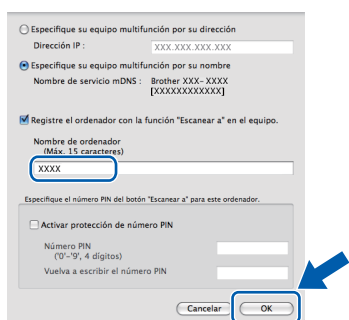 Especifique su equipo multifunción por su dirección
Dirección IP : XXX.XXX.XXX.XXX
Especifique su equipo multifunción por su nombre
Nombre de servicio mDNS : Brother XXX-XXXX
[XXXXXXXXXXXX]
Registre el ordenador con la función "Escanear a" en el equipo.
Nombre de ordenador
(Máx. 15 caracteres)
XXXX
Especifique el número PIN del botón "Escanear a" para este ordenador.
Activar protección de número PIN
Número PIN
('0'-'9', 4 dígitos)
Vuelva a escribir el número PIN
Cancelar OK